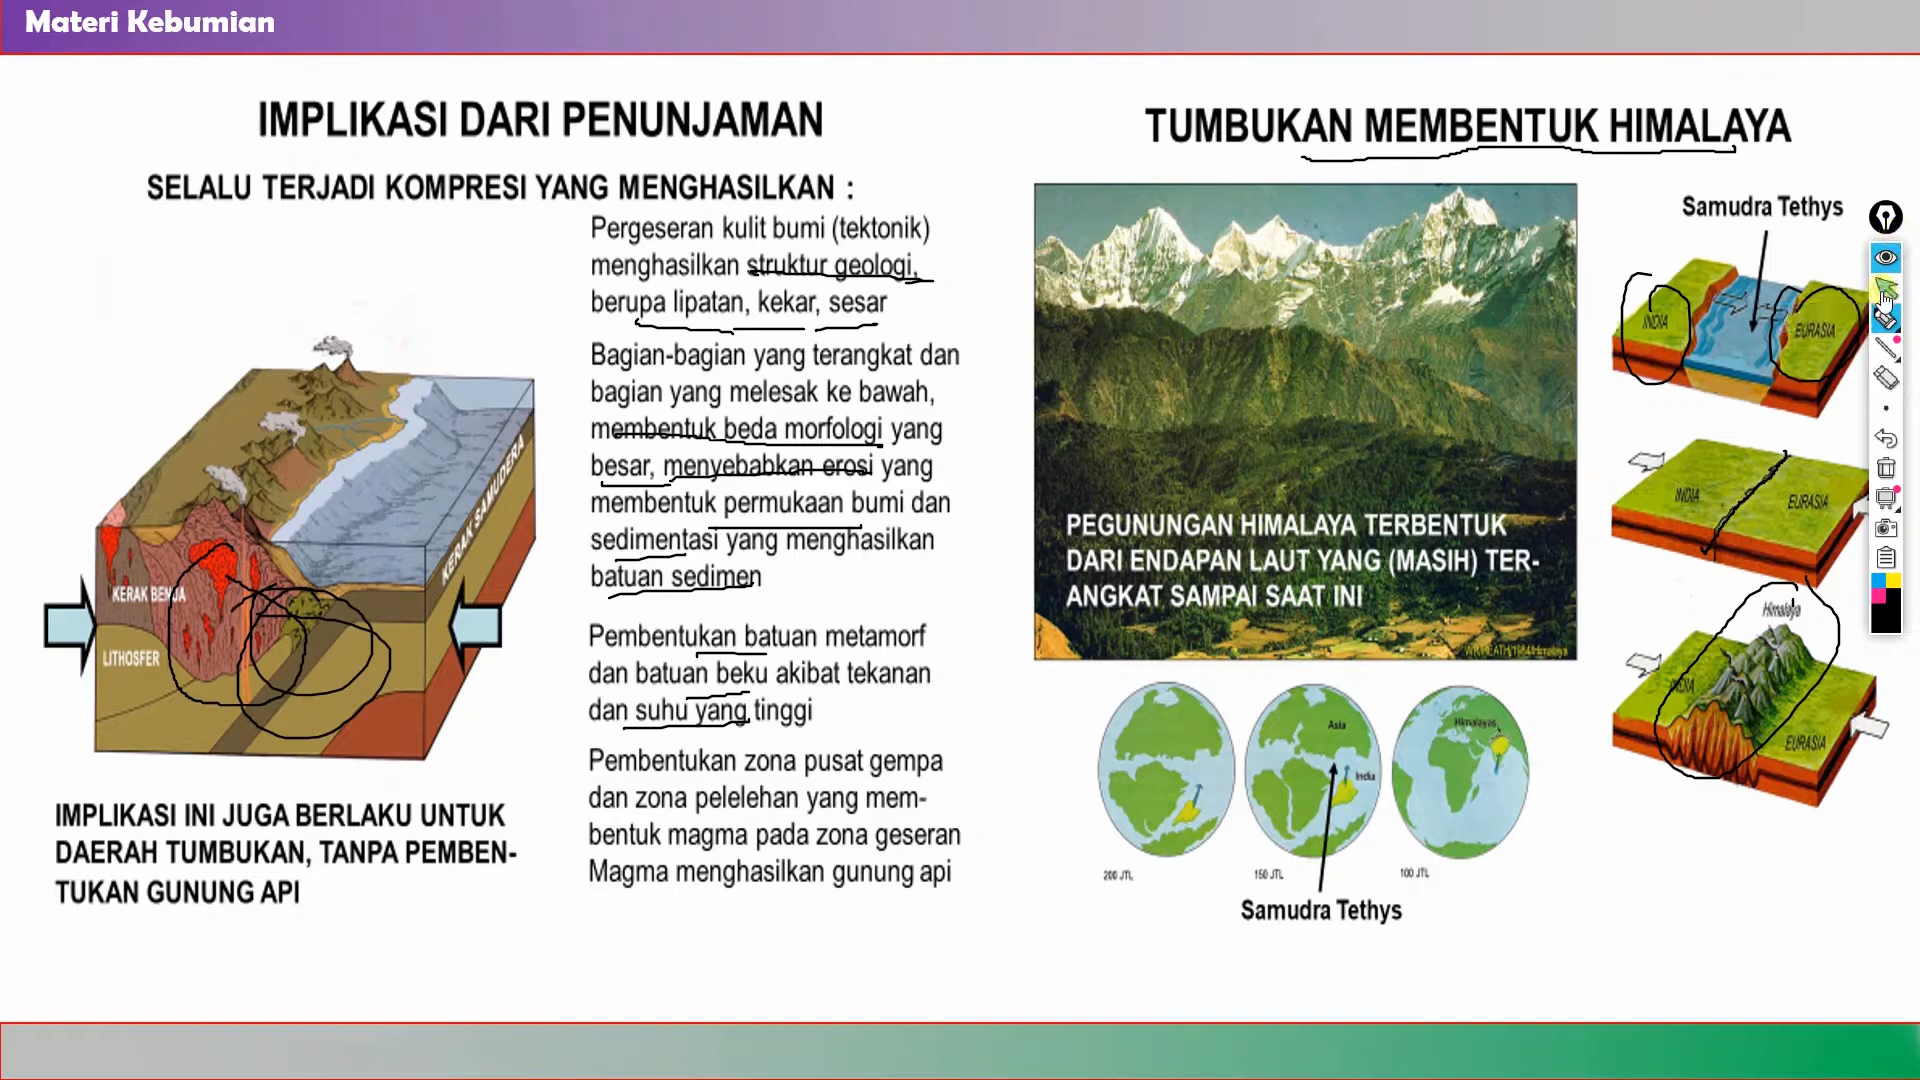 Materi Kebumian
IMPLIKASI DARI PENUNJAMAN
SELALU TERJADI KOMPRESI YANG MENGHASILKAN :
Pergeseran kulit bumi (tektonik)
menghasilkan struktur geologi,
berupa lipatan, kekar, sesar
Bagian-bagian yang terangkat dan
bagian yang melesak ke bawah,
membentuk beda morfologi yang
besar, menyebabkan erosi yang
membentuk permukaan bumi dan
sedimentasi yang menghasilkan
batuan sedimen
Pembentukan batuan metamorf
dan batuan beku akibat tekanan
dan suhu yang tinggi
Pembentukan zona pusat gempa
dan zona pelelehan yang mem-
bentuk magma pada zona geseran
Magma menghasilkan gunung api
KERAK SAMUDERA
KERAK BENUA
LITHOSFER
IMPLIKASI INI JUGA BERLAKU UNTUK
DAERAH TUMBUKAN, TANPA PEMBEN-
TUKAN GUNUNG API
TUMBUKAN MEMBENTUK HIMALAYA
PEGUNUNGAN HIMALAYA TERBENTUK
DARI ENDAPAN LAUT YANG (MASIH) TER-
ANGKAT SAMPAI SAAT INI
Samudra Tethys
INDIA
EURASIA
INDIA
EURASIA
Himalaya
INDIA
EURASIA
Asia
India
Himalayas
200 JTL
150 JTL
100 JTL
Samudra Tethys